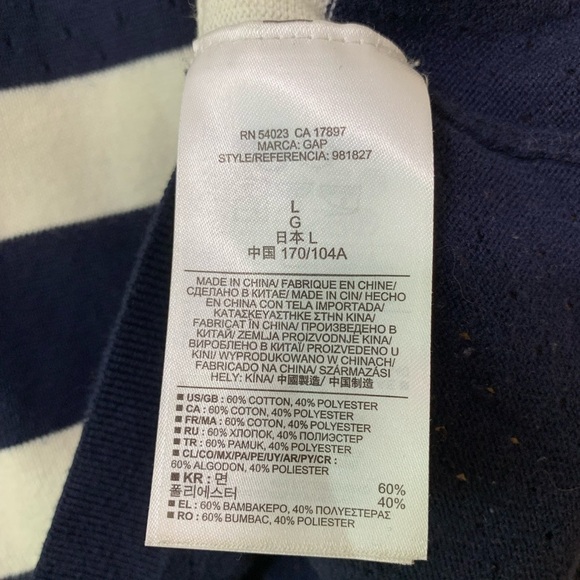 RN 54023 CA 17897
MARCA: GAP
STYLE/REFERENCIA: 981827
L
G
日本 L
中国 170/104A
MADE IN CHINA/ FABRIQUE EN CHINE/
СДЕЛАНО В КИТАЕ/ MADE IN CIN/ HECHO
EN CHINA CON TELA IMPORTADA/
ΚΑΤΑΣΚΕΥΑΣΤΗΚΕ ΣΤΗΝ ΚΙΝΑ/
FABRICAT ÎN CHINA/ ПРОИЗВЕДЕНО В
КИТАЙ/ ZEMLJA PROIZVODNJE KINA/
ВИРОБЛЕНО В КИТАЇ/ PROIZVEDENO U
KINI/ WYPRODUKOWANO W CHINACH/
FABRICADO NA CHINA/ SZÁRMAZÁSI
HELY: KÍNA/ 中國製造/ 中国制造
■ US/GB : 60% COTTON, 40% POLYESTER
■ CA : 60% COTON, 40% POLYESTER
■ FR/MA : 60% COTON, 40% POLYESTER
■ RU : 60% ХЛОПОК, 40% ПОЛИЭСТЕР
■ TR : 60% PAMUK, 40% POLYESTER
■ CL/CO/MX/PA/PE/UY/AR/PY/CR :
60% ALGODON, 40% POLIESTER
■ KR : 면 60%
폴리에스터 40%
■ EL : 60% ΒΑΜΒΑΚΕΡΟ, 40% ΠΟΛΥΕΣΤΕΡΑΣ
■ RO : 60% BUMBAC, 40% POLIESTER